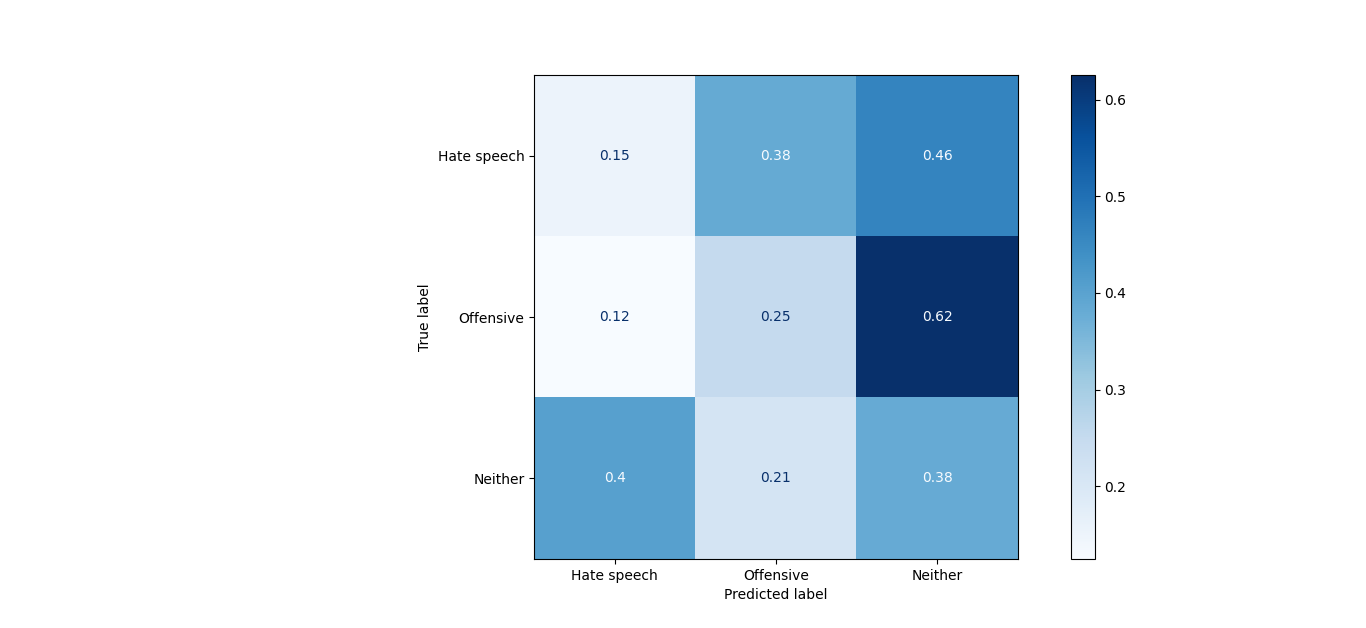 Hate speech
0.15
0.38
0.46
Offensive
0.12
0.25
0.62
Neither
0.4
0.21
0.38
Hate speech
Offensive
Neither
Predicted label
True label
0.6
0.5
0.4
0.3
0.2